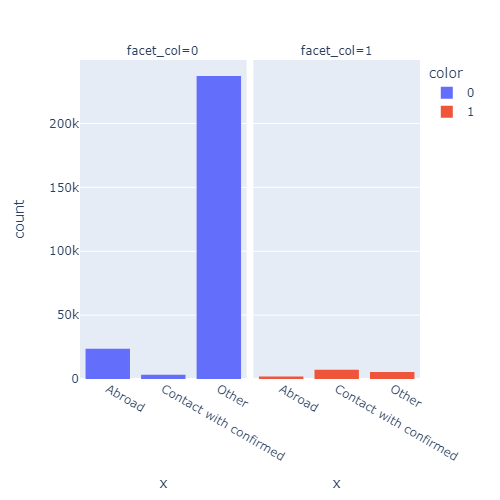 facet_col=0
facet_col=1
color
0
1
200k
150k
100k
50k
0
count
Abroad
Contact with confirmed
Other
Abroad
Contact with confirmed
Other
x
x